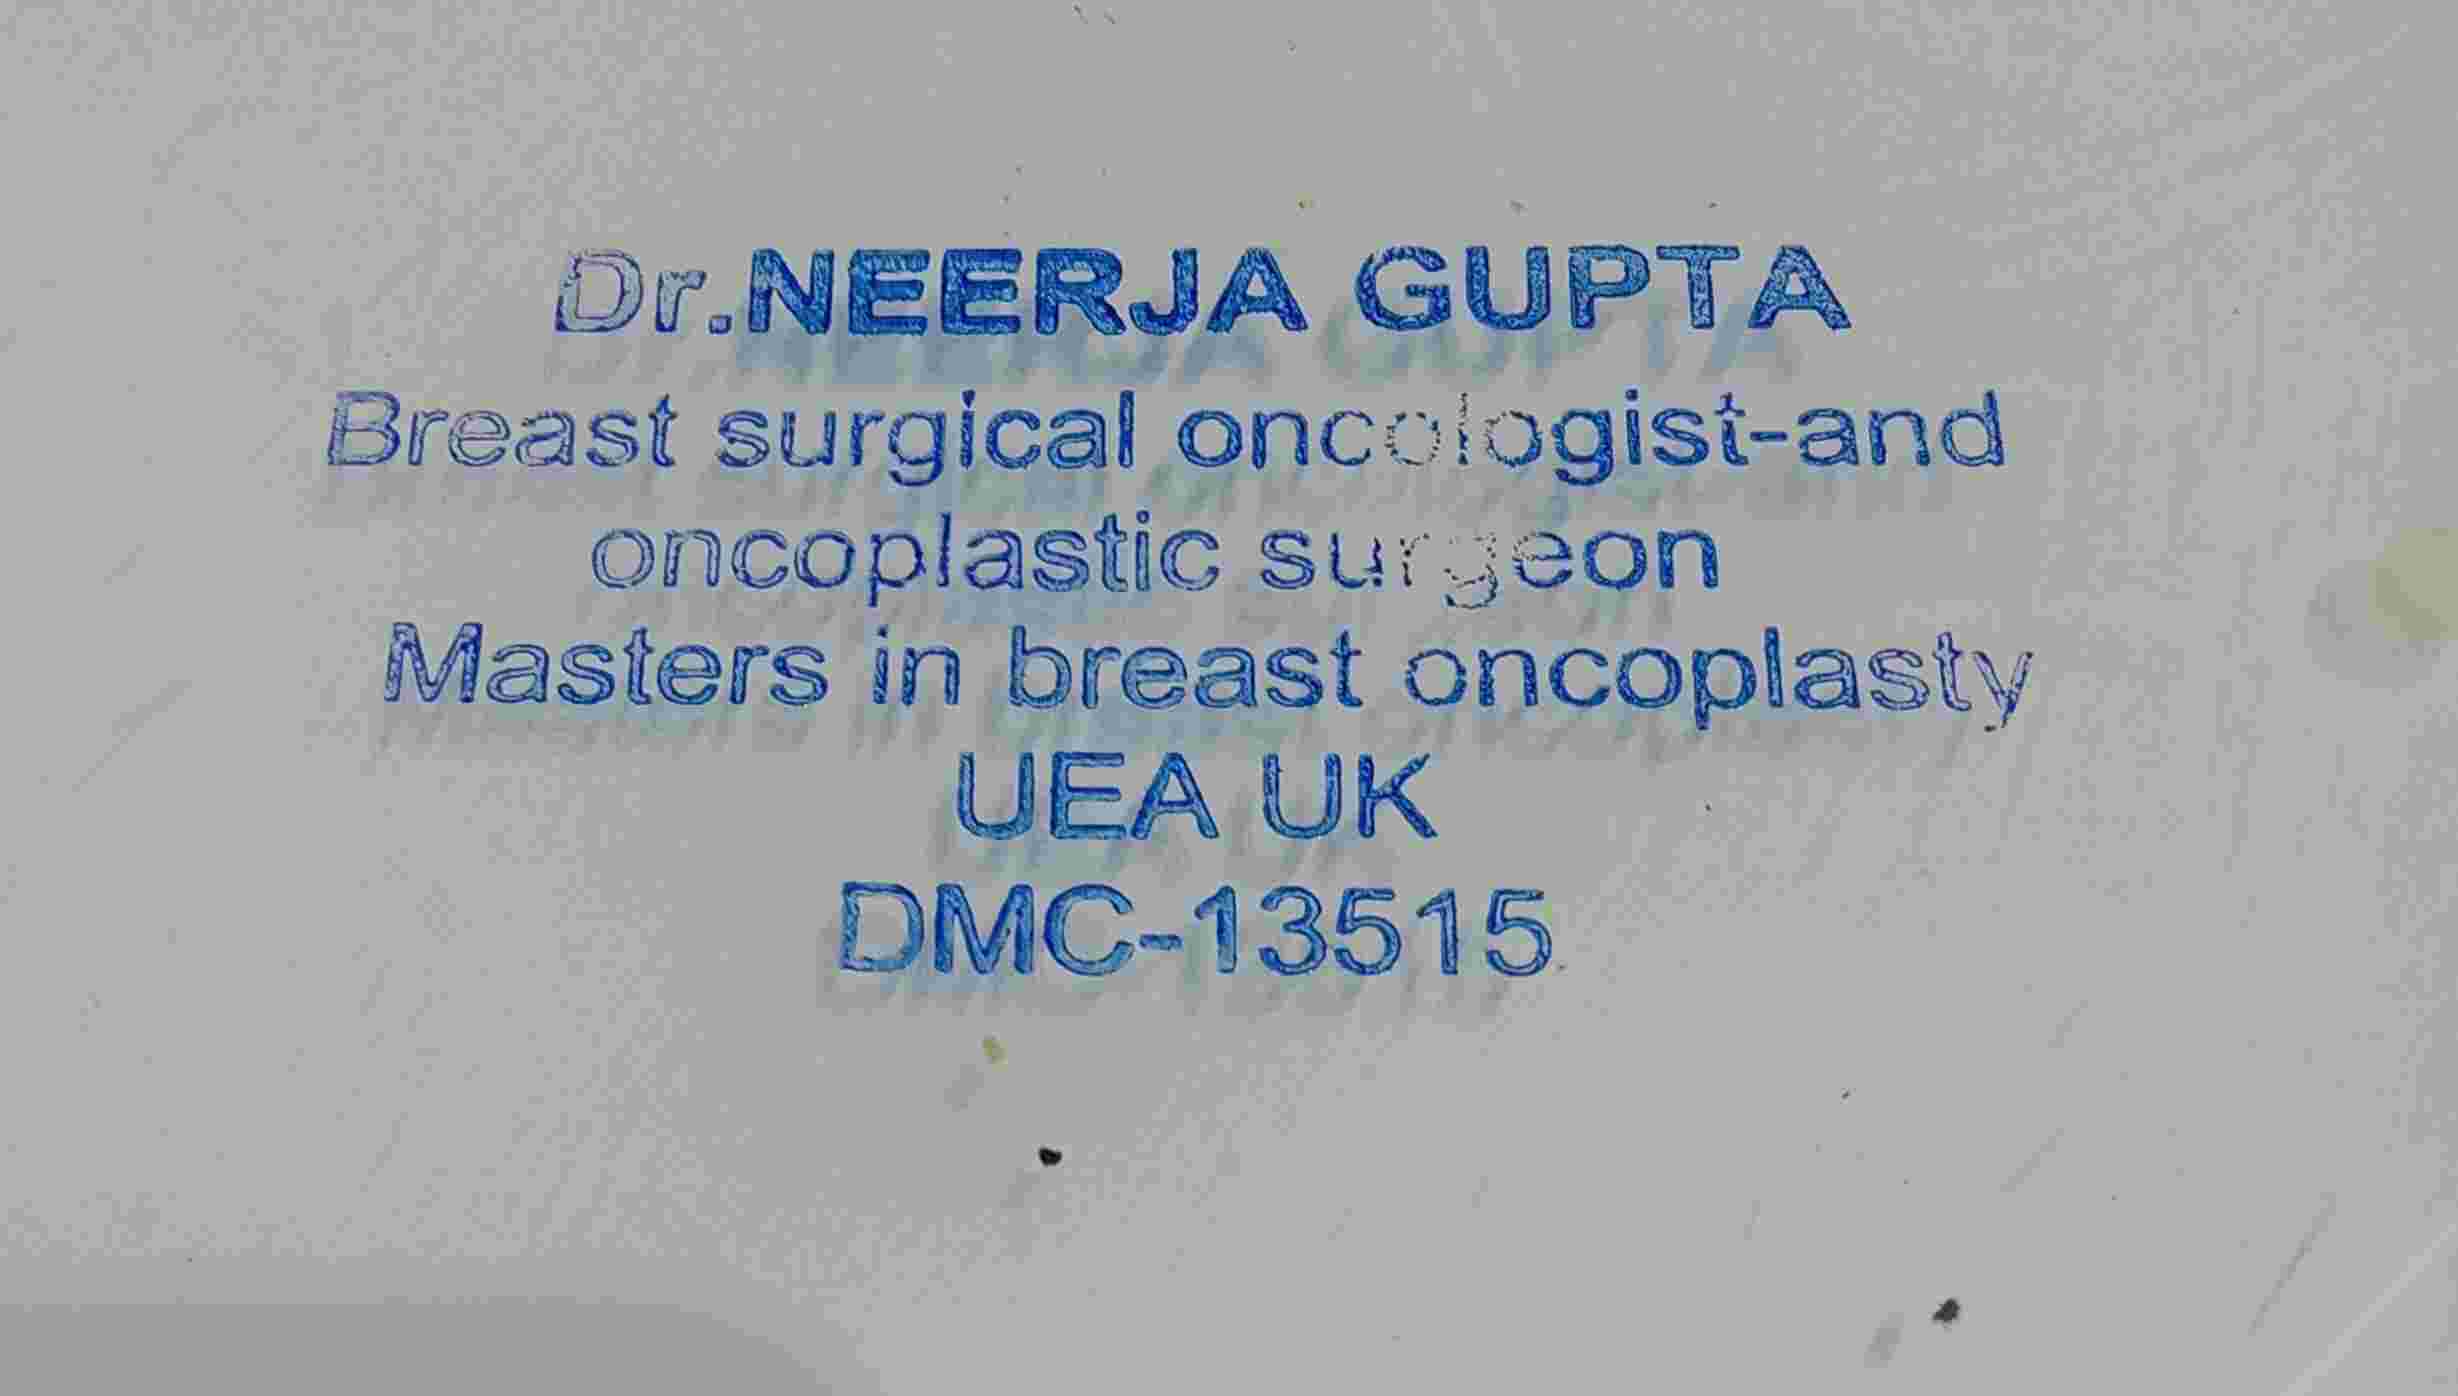 Dr.NEERJA GUPTA
Breast surgical oncologist-and
oncoplastic surgeon
Masters in breast oncoplasty
UEA UK
DMC-13515